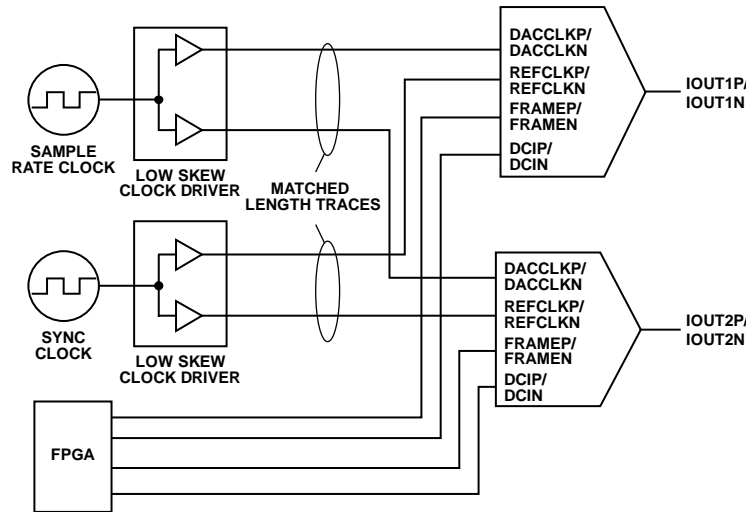 DACCLKP/
DACCLKN
REFCLKP/
REFCLKN
FRAMEP/
FRAMEN
DCIP/
DCIN
IOUT1P/
IOUT1N
SAMPLE
RATE CLOCK
LOW SKEW
CLOCK DRIVER
MATCHED
LENGTH TRACES
DACCLKP/
DACCLKN
REFCLKP/
REFCLKN
FRAMEP/
FRAMEN
DCIP/
DCIN
IOUT2P/
IOUT2N
SYNC
CLOCK
LOW SKEW
CLOCK DRIVER
FPGA